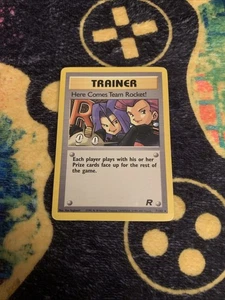 TRAINER
Here Comes Team Rocket!
R
Each player plays with his or her
Prize cards face up for the rest of
the game.